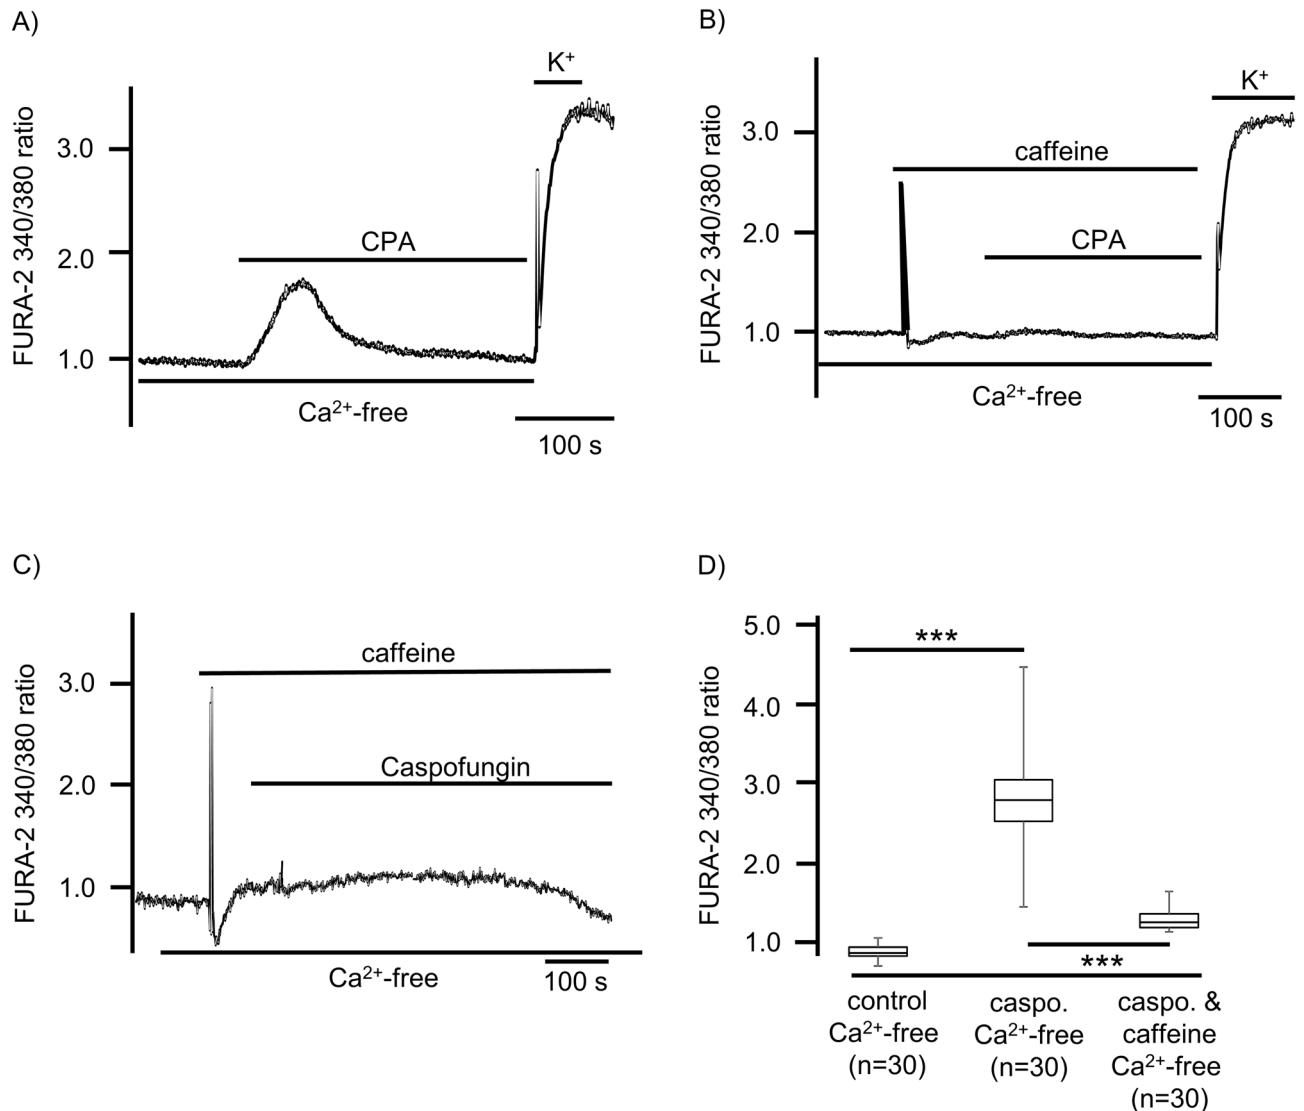 A)
K⁺
FURA-2 340/380 ratio
3.0
2.0
1.0
CPA
Ca²⁺-free
100 s
B)
K⁺
FURA-2 340/380 ratio
3.0
2.0
1.0
caffeine
CPA
Ca²⁺-free
100 s
C)
FURA-2 340/380 ratio
3.0
2.0
1.0
caffeine
Caspofungin
Ca²⁺-free
100 s
D)
FURA-2 340/380 ratio
5.0
4.0
3.0
2.0
1.0
***
***
control
Ca²⁺-free
(n=30)
caspo.
Ca²⁺-free
(n=30)
caspo. &
caffeine
Ca²⁺-free
(n=30)